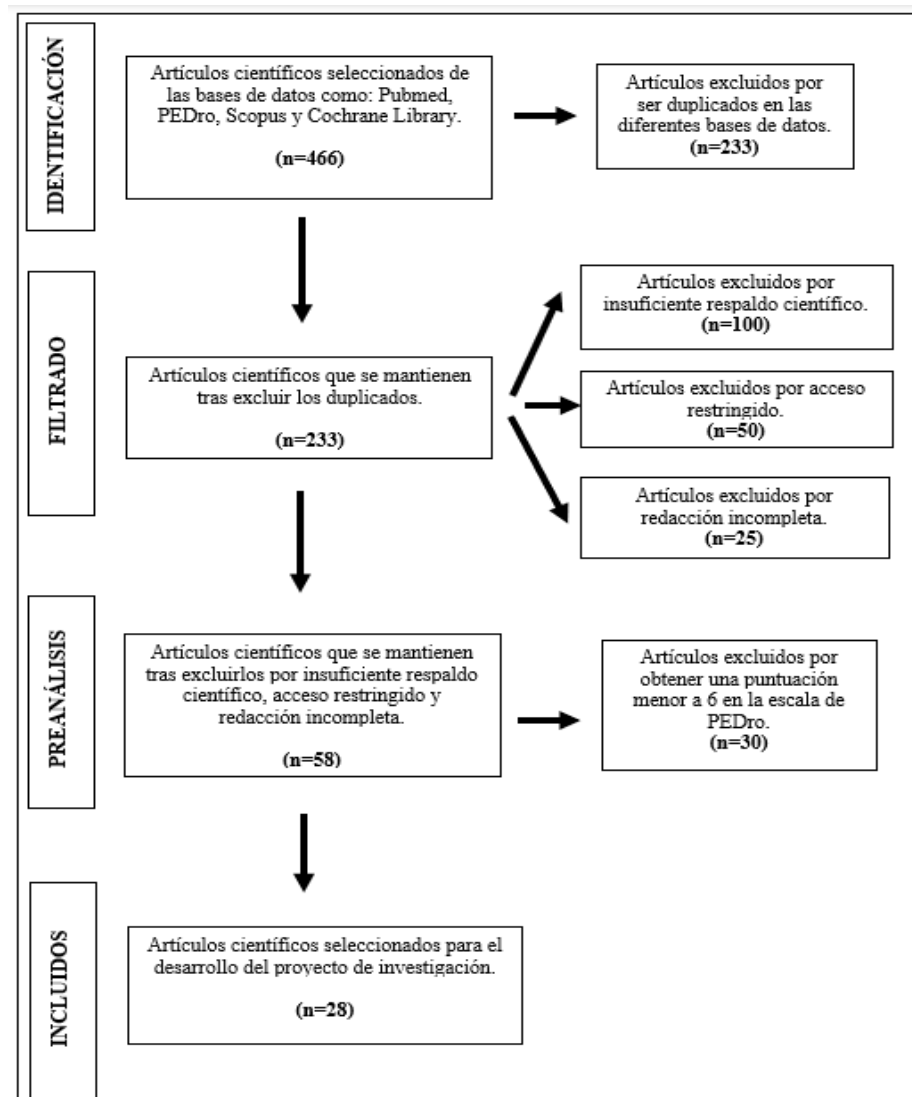 IDENTIFICACIÓN
Artículos científicos seleccionados de
las bases de datos como: Pubmed,
PEDro, Scopus y Cochrane Library.
(n=466)
Artículos excluidos por
ser duplicados en las
diferentes bases de datos.
(n=233)
FILTRADO
Artículos científicos que se mantienen
tras excluir los duplicados.
(n=233)
Artículos excluidos por
insuficiente respaldo científico.
(n=100)
Artículos excluidos por acceso
restringido.
(n=50)
Artículos excluidos por
redacción incompleta.
(n=25)
PREANÁLISIS
Artículos científicos que se mantienen
tras excluirlos por insuficiente respaldo
científico, acceso restringido y
redacción incompleta.
(n=58)
Artículos excluidos por
obtener una puntuación
menor a 6 en la escala de
PEDro.
(n=30)
INCLUIDOS
Artículos científicos seleccionados para el
desarrollo del proyecto de investigación.
(n=28)